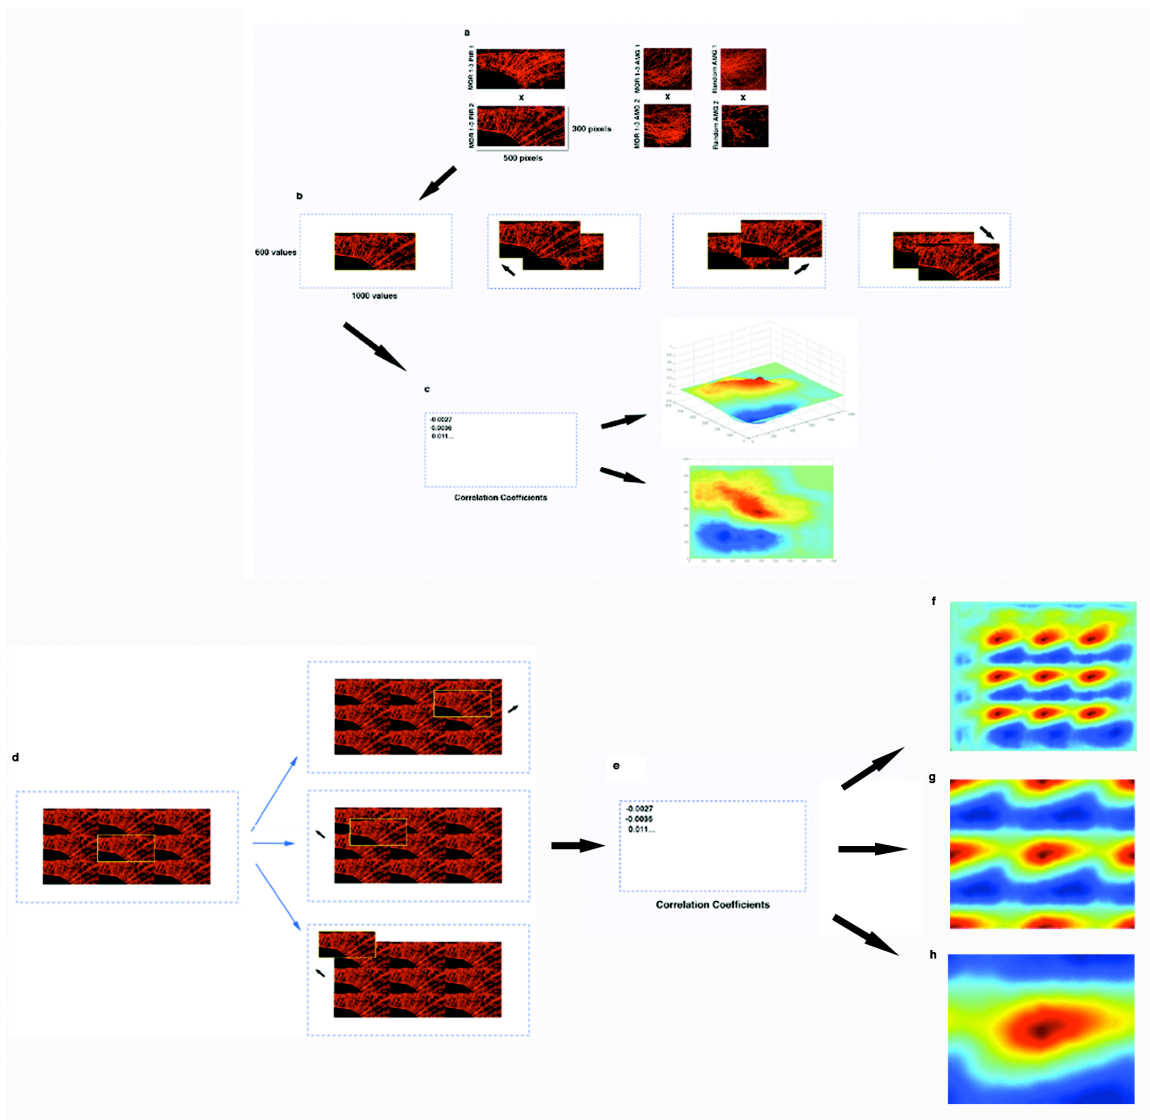 a
MOR 1-3 PIR 1
MOR 1-3 AMG 1
Random AMG 1
x
x
x
MOR 1-3 PIR 2
MOR 1-3 AMG 2
Random AMG 2
300 pixels
500 pixels
b
600 values
1000 values
c
-0.0027
-0.0036
0.011...
Correlation Coefficients
f
d
e
g
-0.0027
-0.0036
0.011...
Correlation Coefficients
h